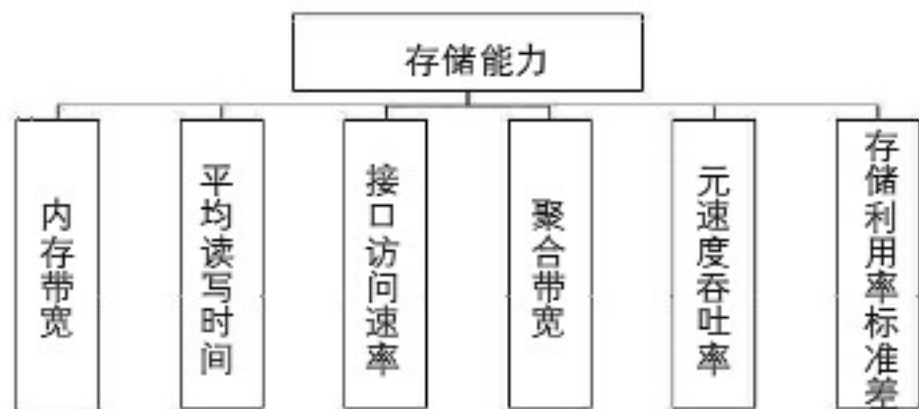 存储能力
内存带宽
平均读写时间
接口访问速率
聚合带宽
元速度吞吐率
存储利用率标准差